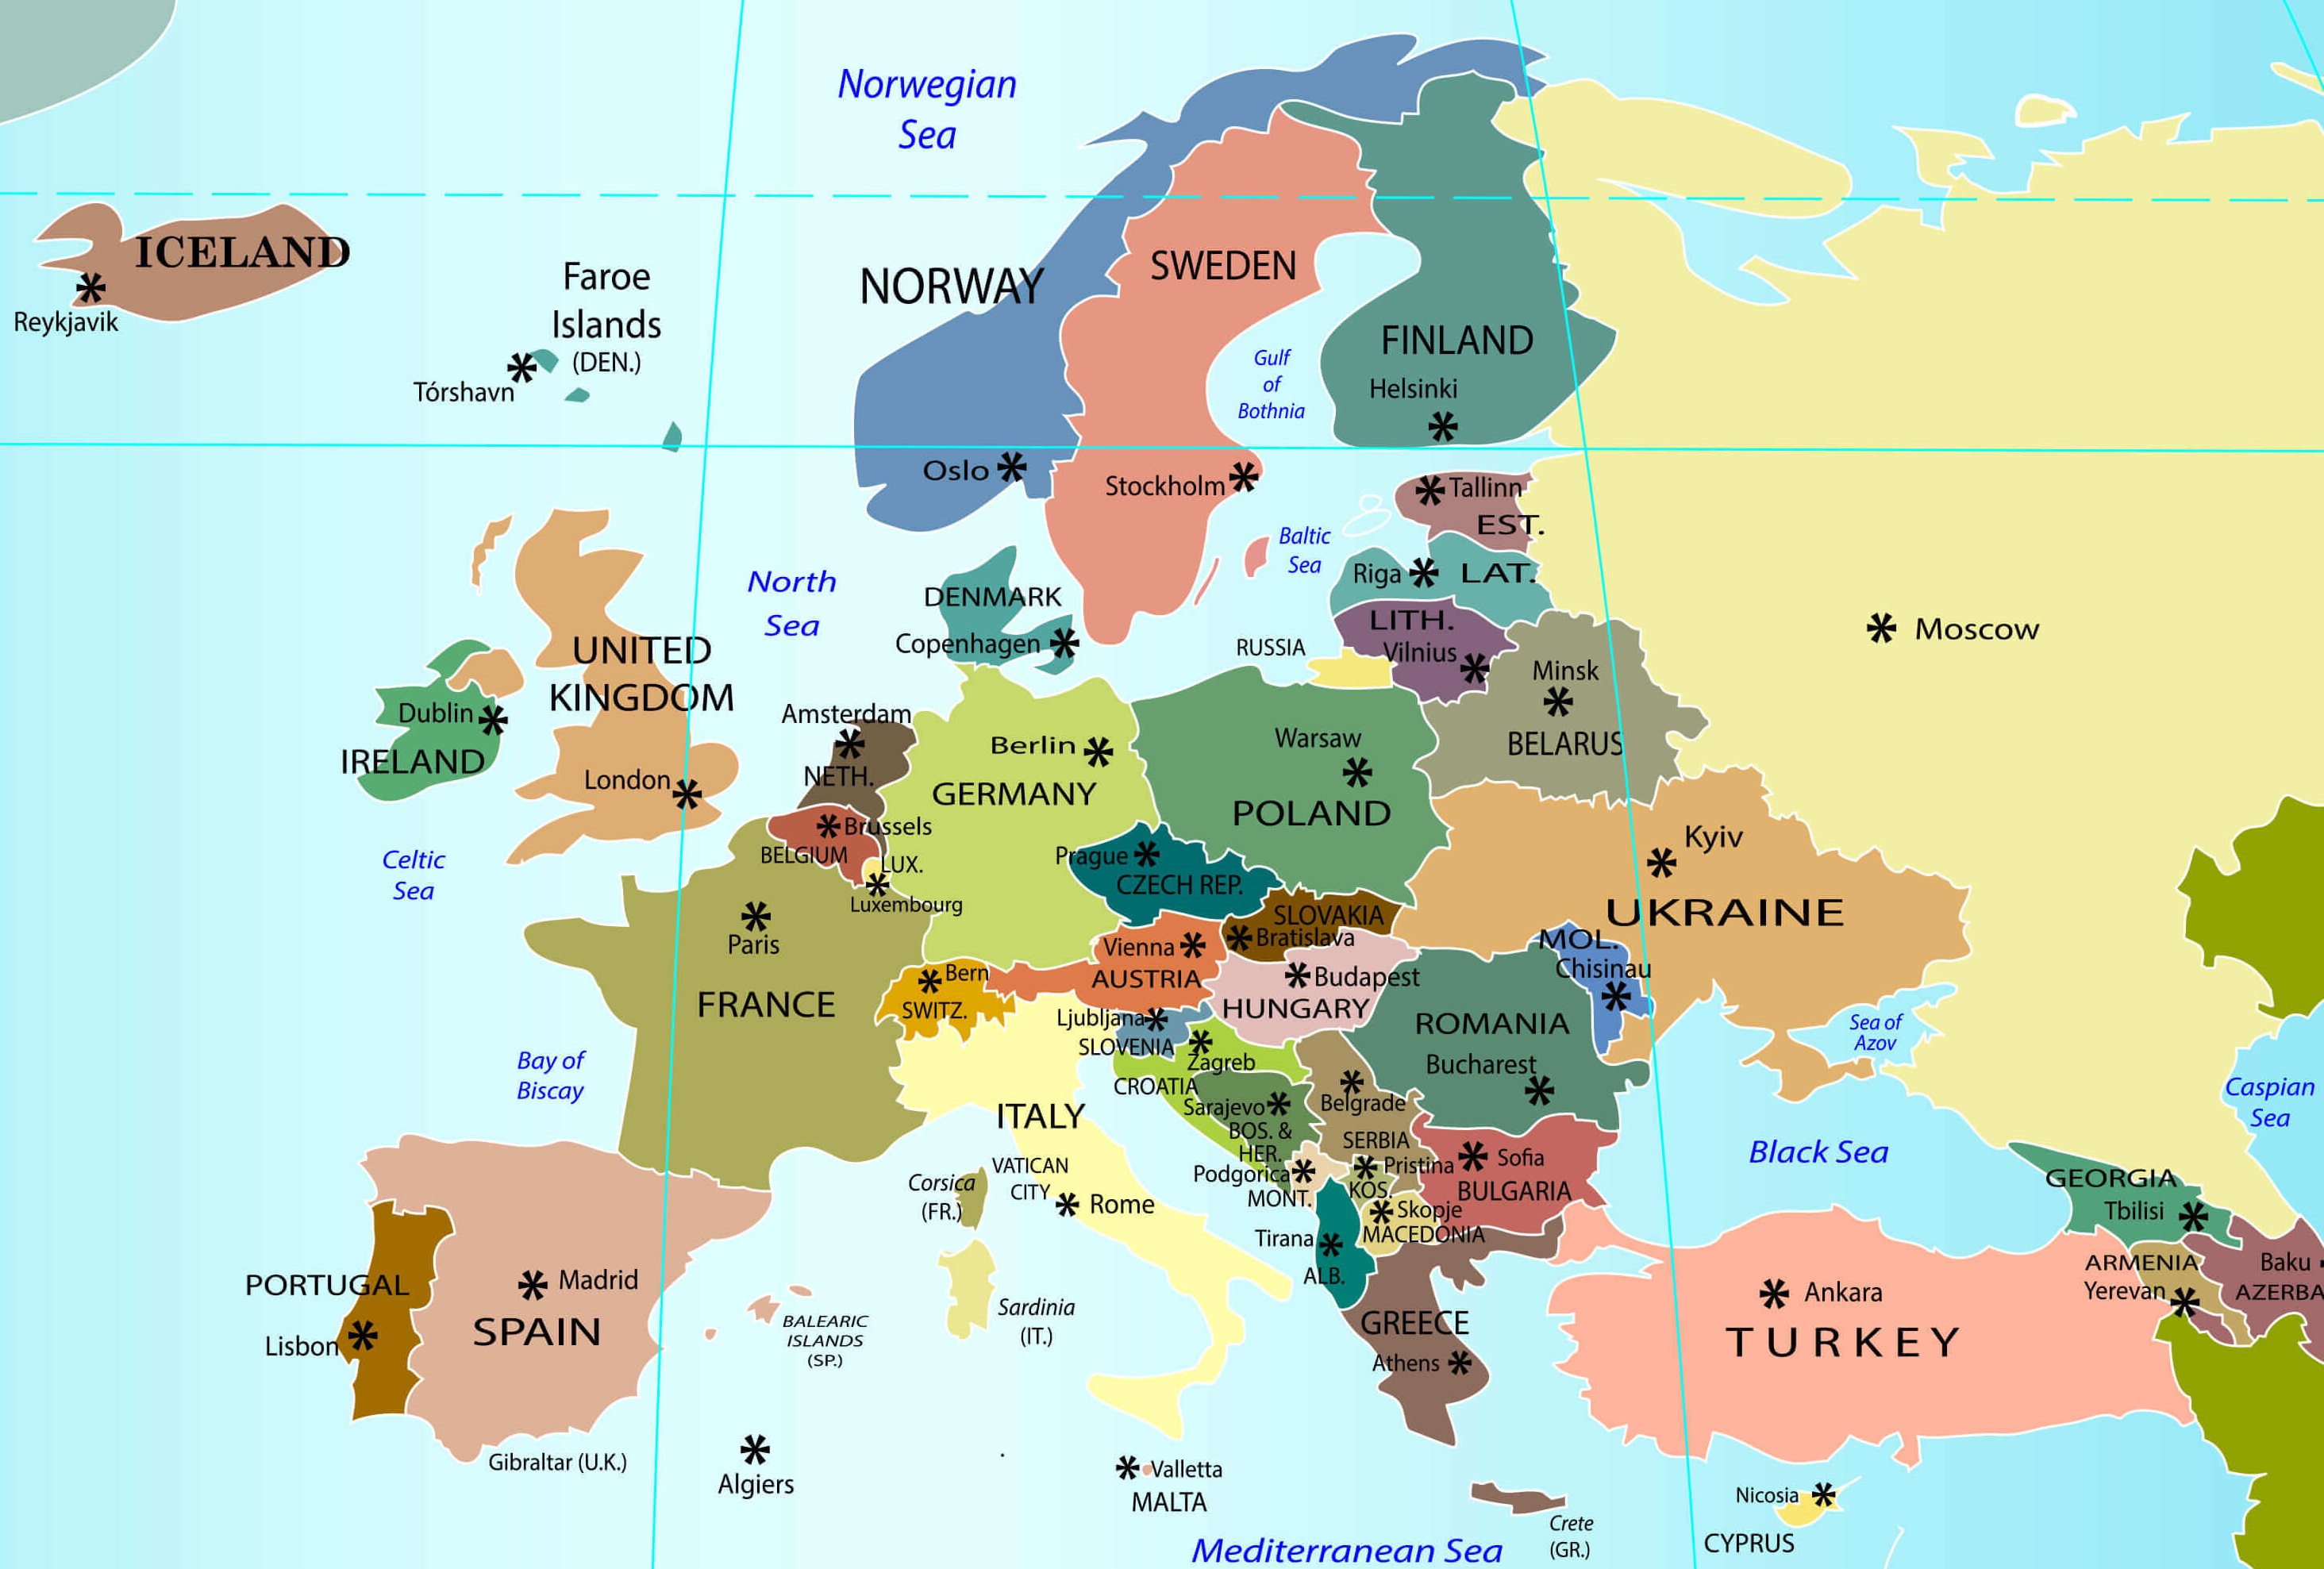 Norwegian
Sea
ICELAND
Reykjavik
Faroe
Islands
(DEN.)
Tórshavn
NORWAY
SWEDEN
FINLAND
Helsinki
Gulf
of
Bothnia
Oslo
Stockholm
Tallinn
EST.
Baltic
Sea
Riga
LAT.
North
Sea
DENMARK
Copenhagen
LITH.
Vilnius
RUSSIA
Moscow
Minsk
BELARUS
UNITED
KINGDOM
Dublin
IRELAND
London
Amsterdam
NETH.
Berlin
GERMANY
Warsaw
POLAND
Brussels
BELGIUM
LUX.
Luxembourg
Celtic
Sea
Prague
CZECH REP.
Kyiv
UKRAINE
SLOVAKIA
Bratislava
Paris
FRANCE
Vienna
AUSTRIA
Bern
SWITZ.
Budapest
HUNGARY
MOL.
Chisinau
ROMANIA
Bucharest
Ljubljana
SLOVENIA
Zagreb
CROATIA
Sea of
Azov
Bay of
Biscay
Caspian
Sea
Sarajevo
BOS. &
HER.
Belgrade
SERBIA
ITALY
Black Sea
VATICAN
CITY
Rome
Corsica
(FR.)
Podgorica
MONT.
Pristina
KOS.
Sofia
BULGARIA
Skopje
MACEDONIA
GEORGIA
Tbilisi
Tirana
ALB.
ARMENIA
Yerevan
Baku
AZERBA
PORTUGAL
Lisbon
Madrid
SPAIN
BALEARIC
ISLANDS
(SP.)
Sardinia
(IT.)
GREECE
Athens
Ankara
TURKEY
Gibraltar (U.K.)
Algiers
Valletta
MALTA
Nicosia
CYPRUS
Crete
(GR.)
Mediterranean Sea